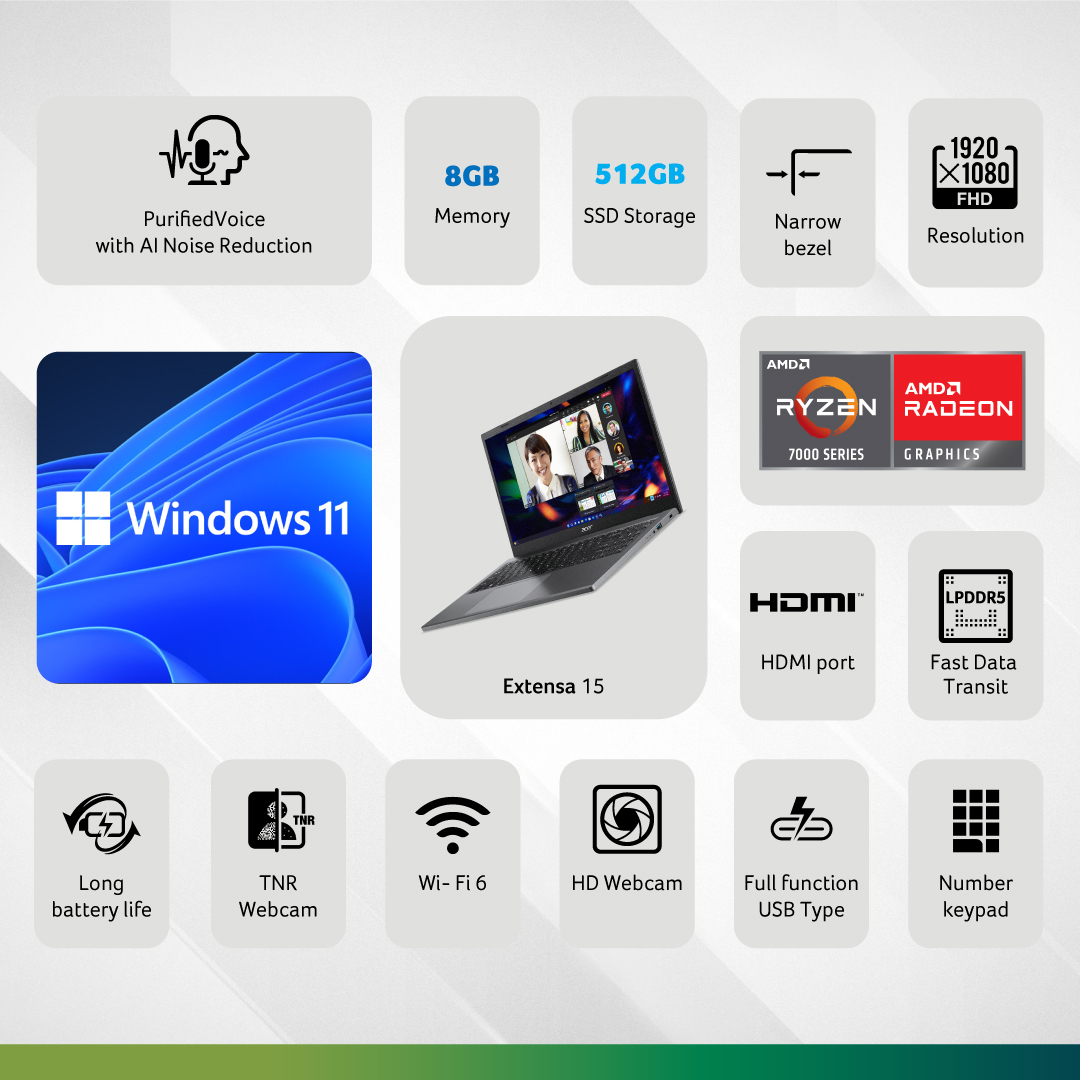 PurifiedVoice
with AI Noise Reduction
8GB
Memory
512GB
SSD Storage
Narrow
bezel
1920
×1080
FHD
Resolution
Windows 11
acer
Extensa 15
AMD
RYZEN
7000 SERIES
AMD
RADEON
GRAPHICS
HDMI™
HDMI port
LPDDR5
Fast Data
Transit
Long
battery life
TNR
TNR
Webcam
Wi- Fi 6
HD Webcam
Full function
USB Type
Number
keypad